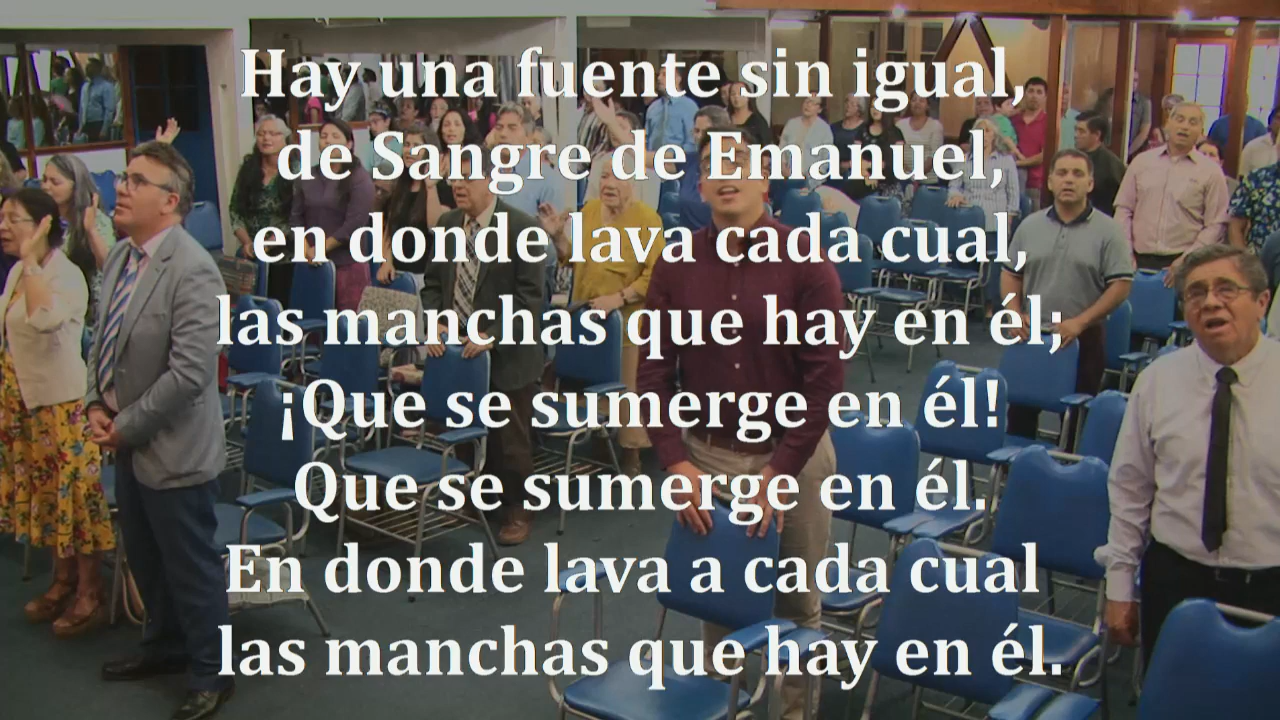 Hay una fuente sin igual,
de Sangre de Emanuel,
en donde lava cada cual,
las manchas que hay en él;
¡Que se sumerge en él!
Que se sumerge en él.
En donde lava a cada cual
las manchas que hay en él.